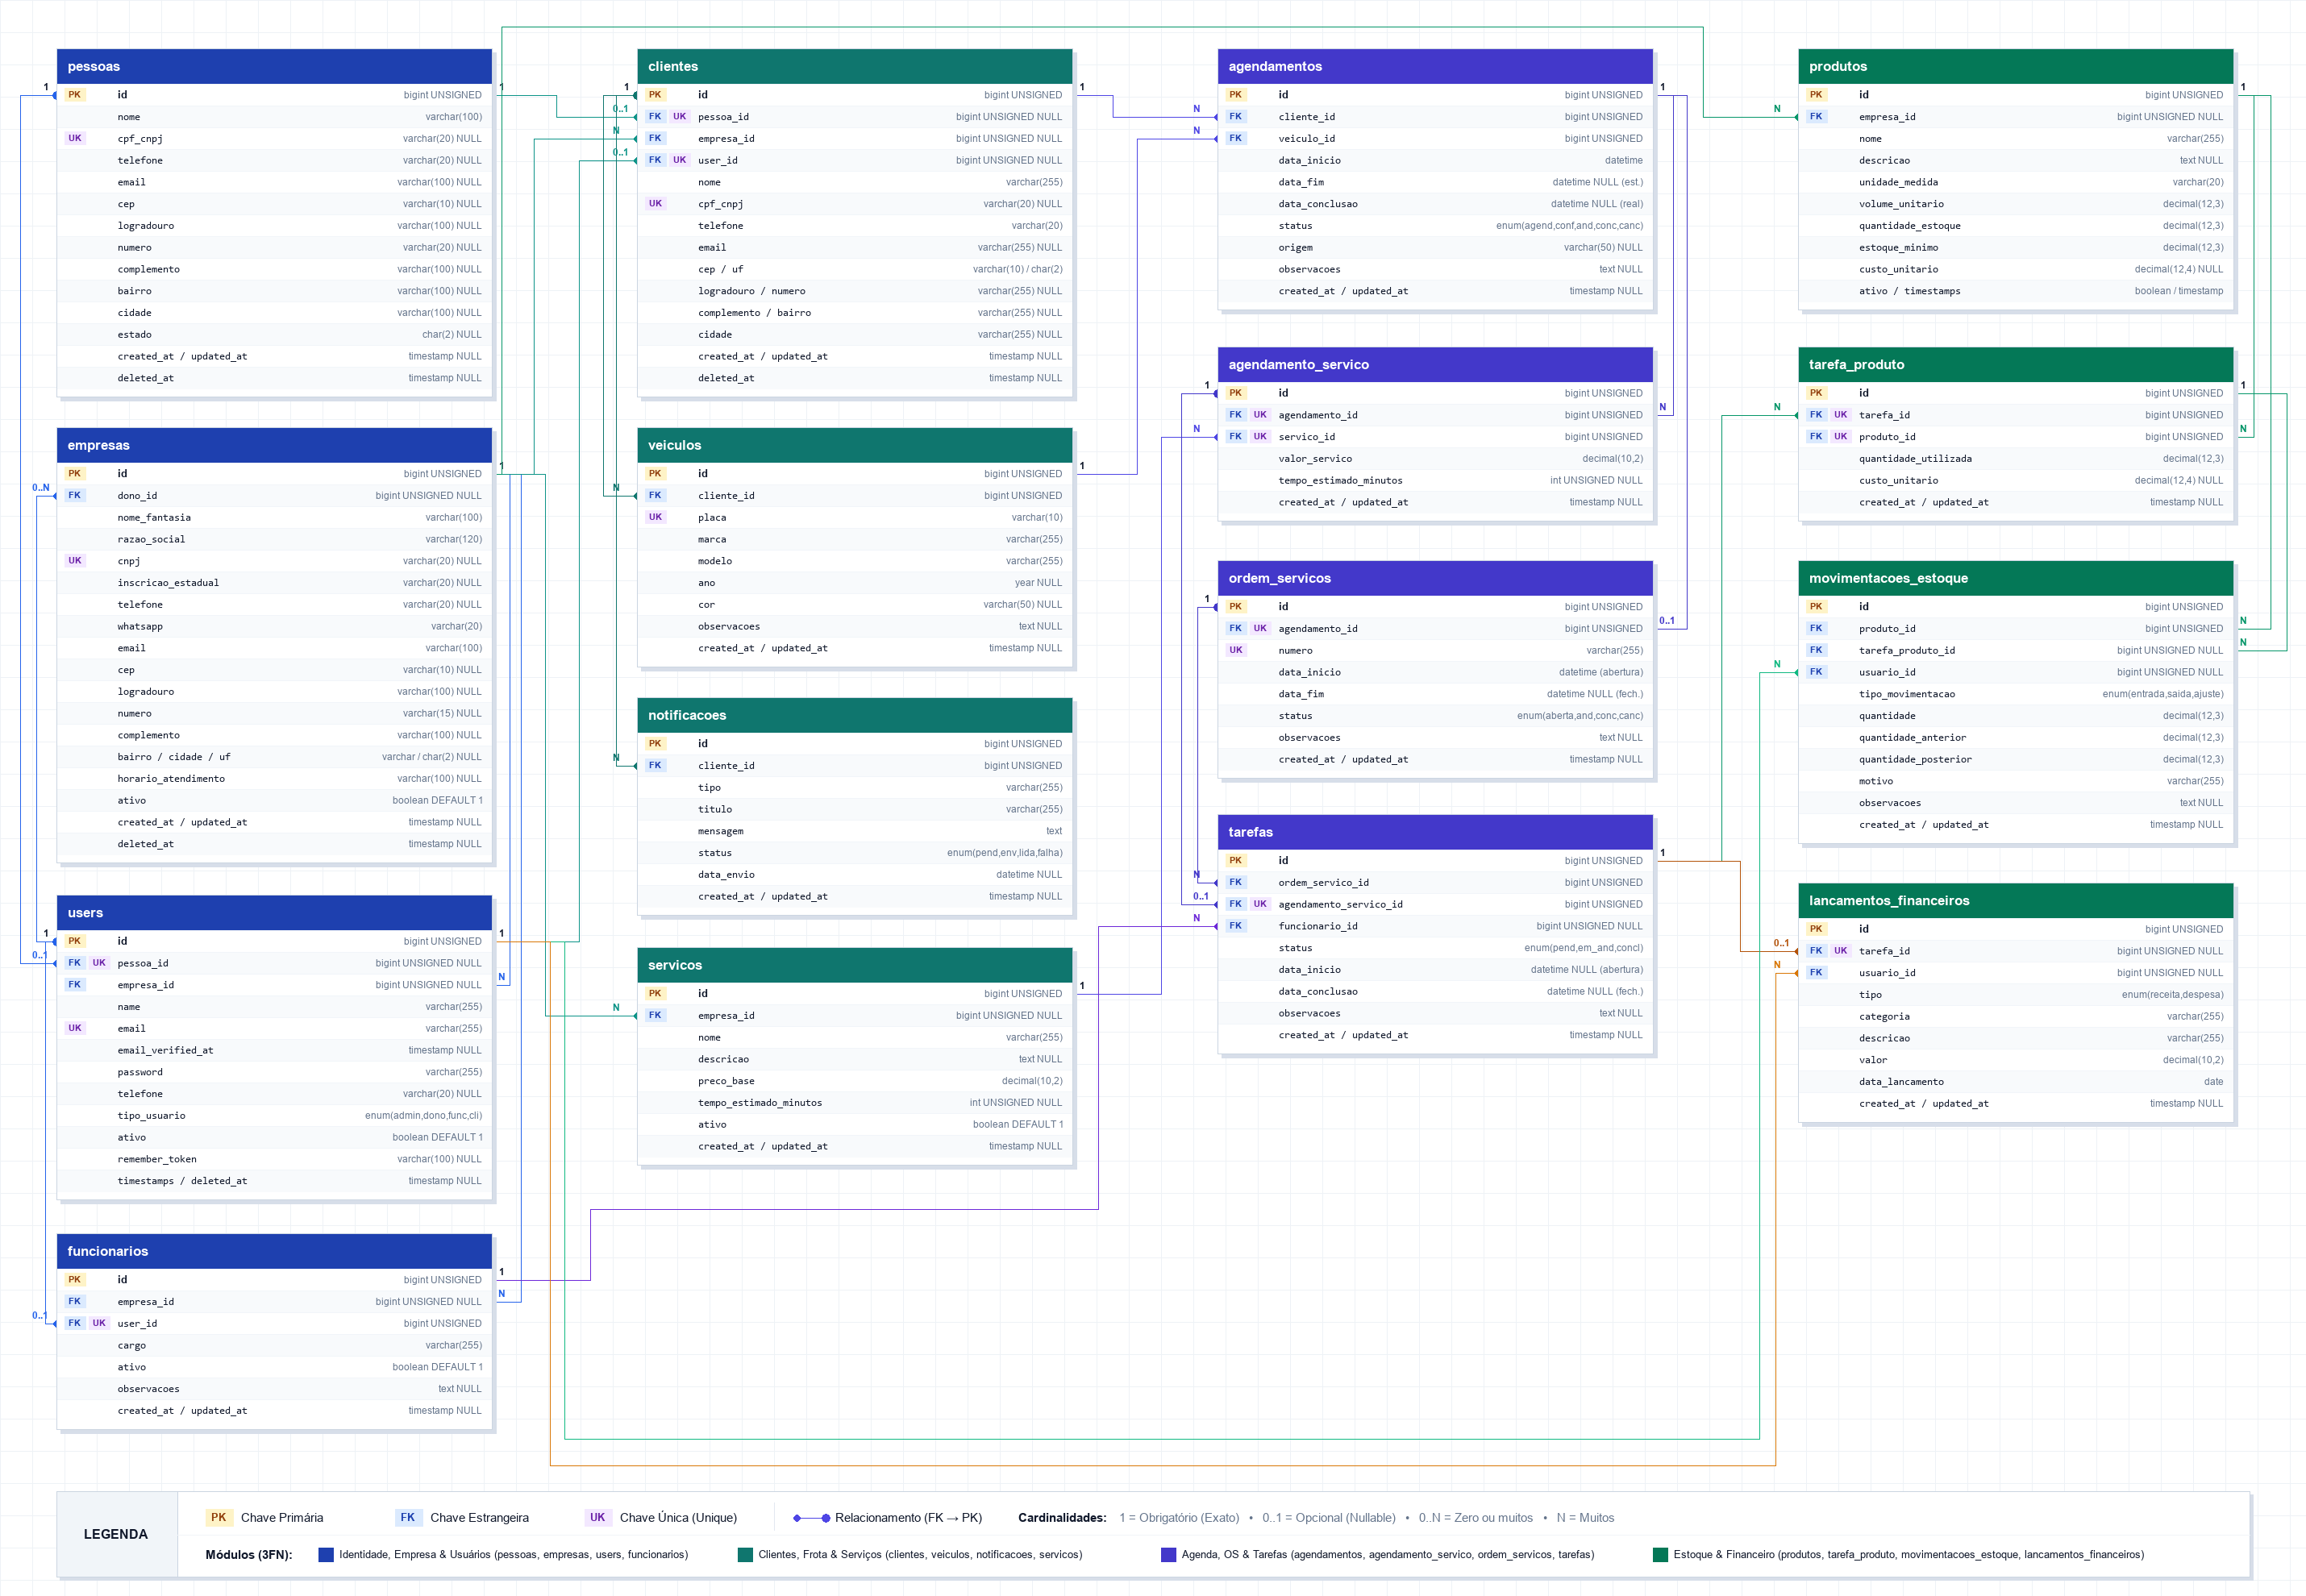 pessoas
1
PK id bigint UNSIGNED
1
nome varchar(100)
UK cpf_cnpj varchar(20) NULL
telefone varchar(20) NULL
email varchar(100) NULL
cep varchar(10) NULL
logradouro varchar(100) NULL
numero varchar(20) NULL
complemento varchar(100) NULL
bairro varchar(100) NULL
cidade varchar(100) NULL
estado char(2) NULL
created_at / updated_at timestamp NULL
deleted_at timestamp NULL
empresas
PK id bigint UNSIGNED
1
0..N
FK dono_id bigint UNSIGNED NULL
nome_fantasia varchar(100)
razao_social varchar(120)
UK cnpj varchar(20) NULL
inscricao_estadual varchar(20) NULL
telefone varchar(20) NULL
whatsapp varchar(20)
email varchar(100)
cep varchar(10) NULL
logradouro varchar(100) NULL
numero varchar(15) NULL
complemento varchar(100) NULL
bairro / cidade / uf varchar / char(2) NULL
horario_atendimento varchar(100) NULL
ativo boolean DEFAULT 1
created_at / updated_at timestamp NULL
deleted_at timestamp NULL
users
1
PK id bigint UNSIGNED
1
0..1
FK UK pessoa_id bigint UNSIGNED NULL
FK empresa_id bigint UNSIGNED NULL
N
name varchar(255)
UK email varchar(255)
email_verified_at timestamp NULL
password varchar(255)
telefone varchar(20) NULL
tipo_usuario enum(admin,dono,func,cli)
ativo boolean DEFAULT 1
remember_token varchar(100) NULL
timestamps / deleted_at timestamp NULL
funcionarios
PK id bigint UNSIGNED
1
FK empresa_id bigint UNSIGNED NULL
N
0..1
FK UK user_id bigint UNSIGNED
cargo varchar(255)
ativo boolean DEFAULT 1
observacoes text NULL
created_at / updated_at timestamp NULL
clientes
1
PK id bigint UNSIGNED
1
0..1
FK UK pessoa_id bigint UNSIGNED NULL
N
FK empresa_id bigint UNSIGNED NULL
0..1
FK UK user_id bigint UNSIGNED NULL
nome varchar(255)
UK cpf_cnpj varchar(20) NULL
telefone varchar(20)
email varchar(255) NULL
cep / uf varchar(10) / char(2)
logradouro / numero varchar(255) NULL
complemento / bairro varchar(255) NULL
cidade varchar(255) NULL
created_at / updated_at timestamp NULL
deleted_at timestamp NULL
veiculos
PK id bigint UNSIGNED
1
N
FK cliente_id bigint UNSIGNED
UK placa varchar(10)
marca varchar(255)
modelo varchar(255)
ano year NULL
cor varchar(50) NULL
observacoes text NULL
created_at / updated_at timestamp NULL
notificacoes
PK id bigint UNSIGNED
N
FK cliente_id bigint UNSIGNED
tipo varchar(255)
titulo varchar(255)
mensagem text
status enum(pend,env,lida,falha)
data_envio datetime NULL
created_at / updated_at timestamp NULL
servicos
PK id bigint UNSIGNED
1
N
FK empresa_id bigint UNSIGNED NULL
nome varchar(255)
descricao text NULL
preco_base decimal(10,2)
tempo_estimado_minutos int UNSIGNED NULL
ativo boolean DEFAULT 1
created_at / updated_at timestamp NULL
agendamentos
PK id bigint UNSIGNED
1
N
FK cliente_id bigint UNSIGNED
N
FK veiculo_id bigint UNSIGNED
data_inicio datetime
data_fim datetime NULL (est.)
data_conclusao datetime NULL (real)
status enum(agend,conf,and,conc,canc)
origem varchar(50) NULL
observacoes text NULL
created_at / updated_at timestamp NULL
agendamento_servico
1
PK id bigint UNSIGNED
FK UK agendamento_id bigint UNSIGNED
N
N
FK UK servico_id bigint UNSIGNED
valor_servico decimal(10,2)
tempo_estimado_minutos int UNSIGNED NULL
created_at / updated_at timestamp NULL
ordem_servicos
1
PK id bigint UNSIGNED
FK UK agendamento_id bigint UNSIGNED
0..1
UK numero varchar(255)
data_inicio datetime (abertura)
data_fim datetime NULL (fech.)
status enum(aberta,and,conc,canc)
observacoes text NULL
created_at / updated_at timestamp NULL
tarefas
PK id bigint UNSIGNED
1
N
FK ordem_servico_id bigint UNSIGNED
0..1
FK UK agendamento_servico_id bigint UNSIGNED
N
FK funcionario_id bigint UNSIGNED NULL
status enum(pend,em_and,concl)
data_inicio datetime NULL (abertura)
data_conclusao datetime NULL (fech.)
observacoes text NULL
created_at / updated_at timestamp NULL
produtos
PK id bigint UNSIGNED
1
N
FK empresa_id bigint UNSIGNED NULL
nome varchar(255)
descricao text NULL
unidade_medida varchar(20)
volume_unitario decimal(12,3)
quantidade_estoque decimal(12,3)
estoque_minimo decimal(12,3)
custo_unitario decimal(12,4) NULL
ativo / timestamps boolean / timestamp
tarefa_produto
PK id bigint UNSIGNED
1
N
FK UK tarefa_id bigint UNSIGNED
FK UK produto_id bigint UNSIGNED
N
quantidade_utilizada decimal(12,3)
custo_unitario decimal(12,4) NULL
created_at / updated_at timestamp NULL
movimentacoes_estoque
PK id bigint UNSIGNED
FK produto_id bigint UNSIGNED
N
FK tarefa_produto_id bigint UNSIGNED NULL
N
N
FK usuario_id bigint UNSIGNED NULL
tipo_movimentacao enum(entrada,saida,ajuste)
quantidade decimal(12,3)
quantidade_anterior decimal(12,3)
quantidade_posterior decimal(12,3)
motivo varchar(255)
observacoes text NULL
created_at / updated_at timestamp NULL
lancamentos_financeiros
PK id bigint UNSIGNED
0..1
FK UK tarefa_id bigint UNSIGNED NULL
N
FK usuario_id bigint UNSIGNED NULL
tipo enum(receita,despesa)
categoria varchar(255)
descricao varchar(255)
valor decimal(10,2)
data_lancamento date
created_at / updated_at timestamp NULL
LEGENDA
PK Chave Primária FK Chave Estrangeira UK Chave Única (Unique) Relacionamento (FK → PK) Cardinalidades: 1 = Obrigatório (Exato) • 0..1 = Opcional (Nullable) • 0..N = Zero ou muitos • N = Muitos
Módulos (3FN): Identidade, Empresa & Usuários (pessoas, empresas, users, funcionarios) Clientes, Frota & Serviços (clientes, veiculos, notificacoes, servicos) Agenda, OS & Tarefas (agendamentos, agendamento_servico, ordem_servicos, tarefas) Estoque & Financeiro (produtos, tarefa_produto, movimentacoes_estoque, lancamentos_financeiros)